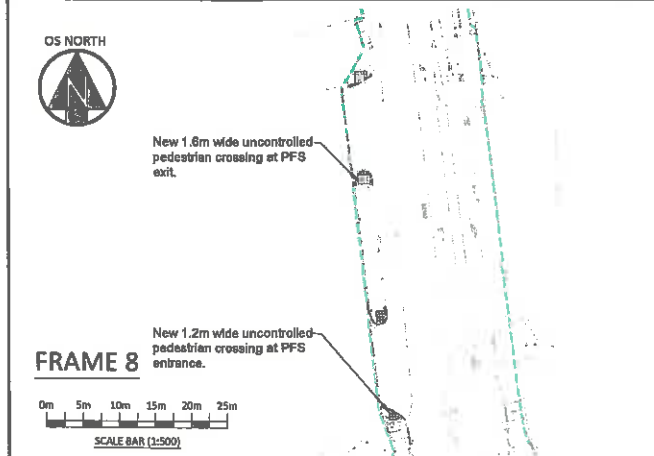 OS NORTH
N
New 1.6m wide uncontrolled
pedestrian crossing at PFS
exit.
New 1.2m wide uncontrolled
pedestrian crossing at PFS
entrance.
FRAME 8
0m 5m 10m 15m 20m 25m
SCALE BAR (1:500)